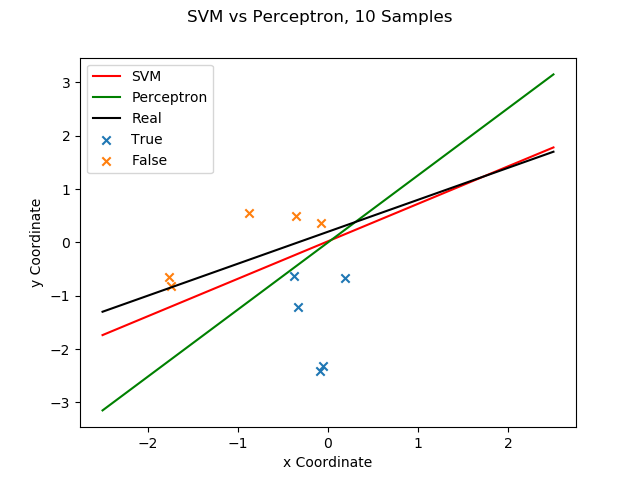 SVM vs Perceptron, 10 Samples
SVM
Perceptron
Real
True
False
3
2
1
0
−1
−2
−3
y Coordinate
−2
−1
0
1
2
x Coordinate